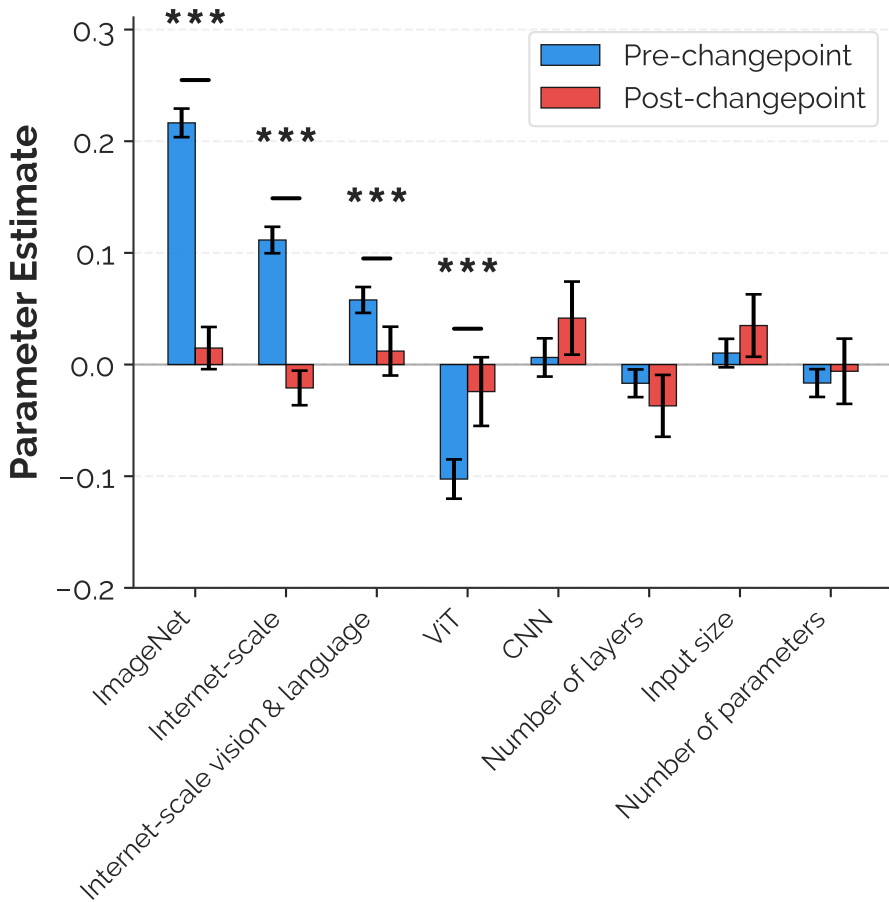 ***
***
***
***
Pre-changepoint
Post-changepoint
Parameter Estimate
0.3
0.2
0.1
0.0
−0.1
−0.2
ImageNet
Internet-scale
Internet-scale vision & language
ViT
CNN
Number of layers
Input size
Number of parameters